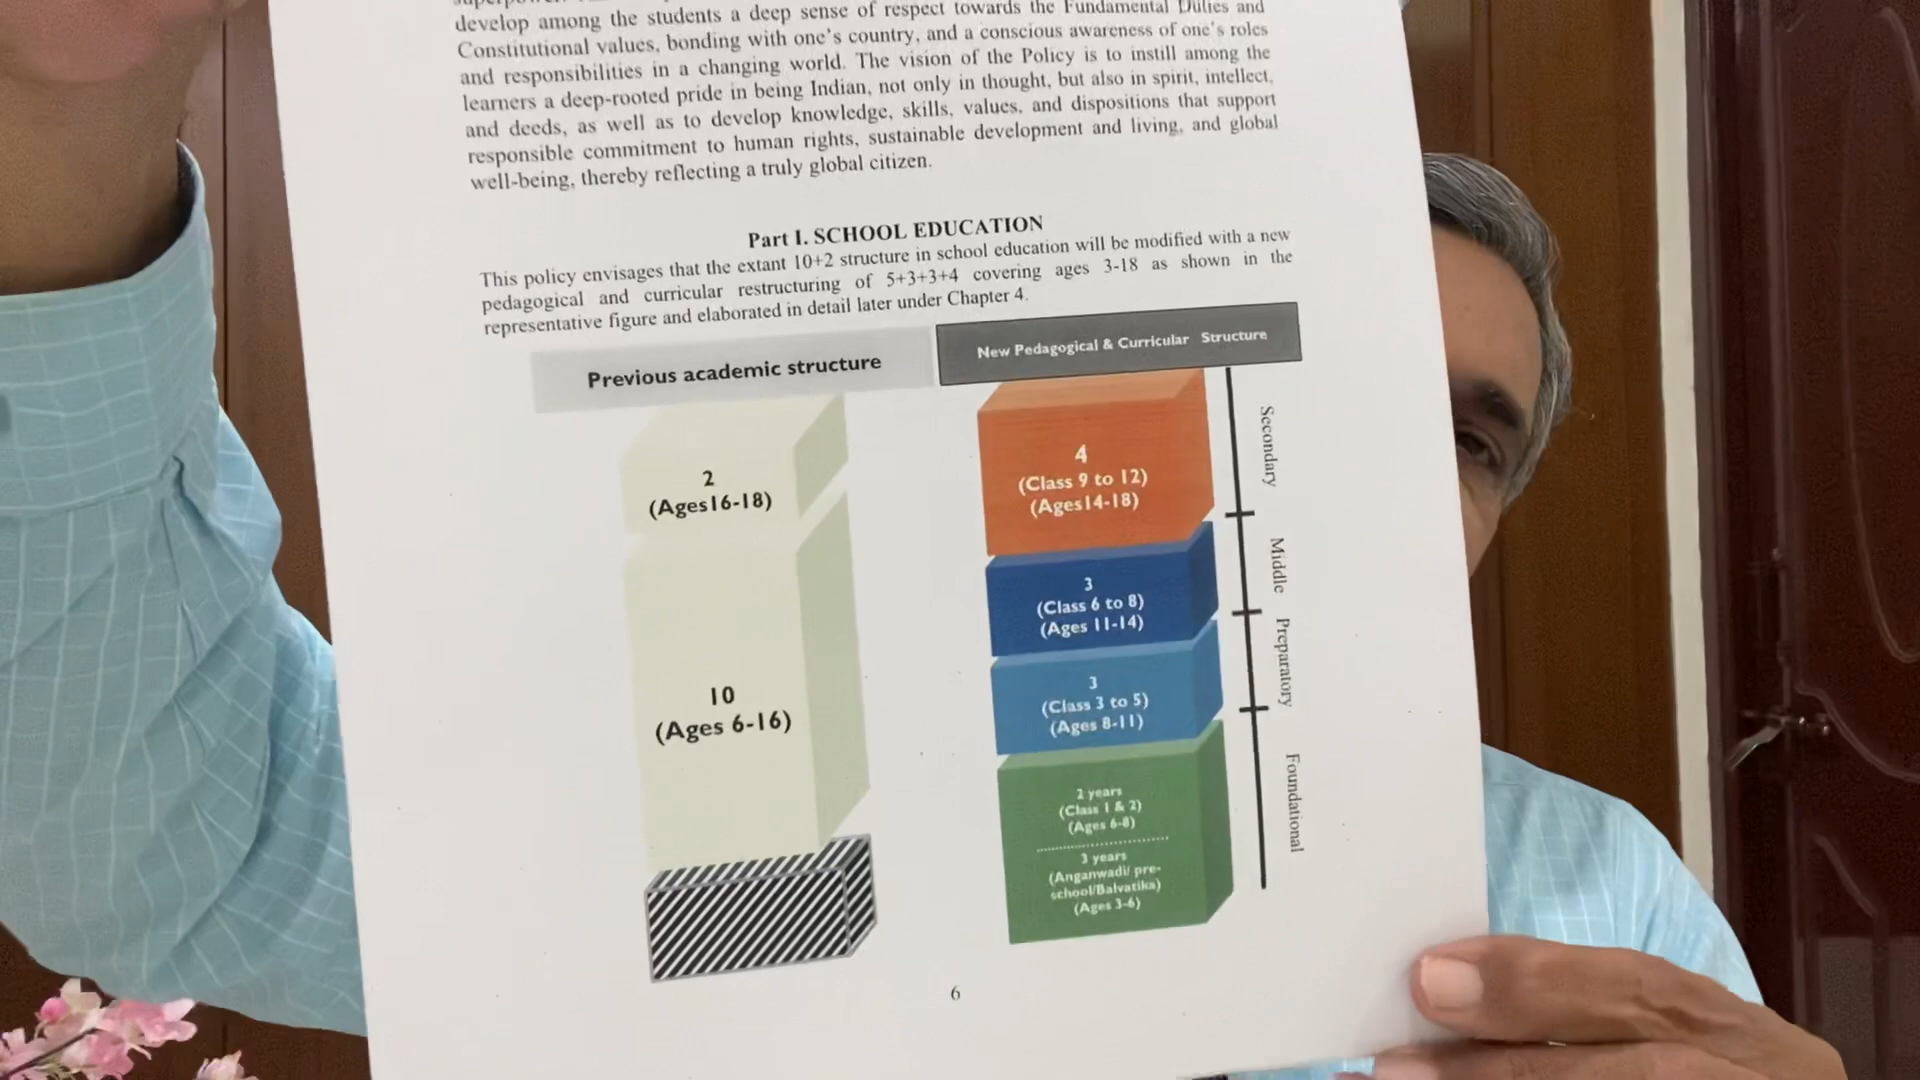 develop among the students a deep sense of respect towards the Fundamental Duties and
Constitutional values, bonding with one's country, and a conscious awareness of one's roles
and responsibilities in a changing world. The vision of the Policy is to instill among the
learners a deep-rooted pride in being Indian, not only in thought, but also in spirit, intellect,
and deeds, as well as to develop knowledge, skills, values, and dispositions that support
responsible commitment to human rights, sustainable development and living, and global
well-being, thereby reflecting a truly global citizen.
Part I. SCHOOL EDUCATION
This policy envisages that the extant 10+2 structure in school education will be modified with a new
pedagogical and curricular restructuring of 5+3+3+4 covering ages 3-18 as shown in the
representative figure and elaborated in detail later under Chapter 4.
Previous academic structure
2
(Ages16-18)
10
(Ages 6-16)
New Pedagogical & Curricular Structure
4
(Class 9 to 12)
(Ages14-18)
3
(Class 6 to 8)
(Ages 11-14)
3
(Class 3 to 5)
(Ages 8-11)
2 years
(Class 1 & 2)
(Ages 6-8)
3 years
(Anganwadi/ pre-
school/Balvatika)
(Ages 3-6)
Secondary
Middle
Preparatory
Foundational
6